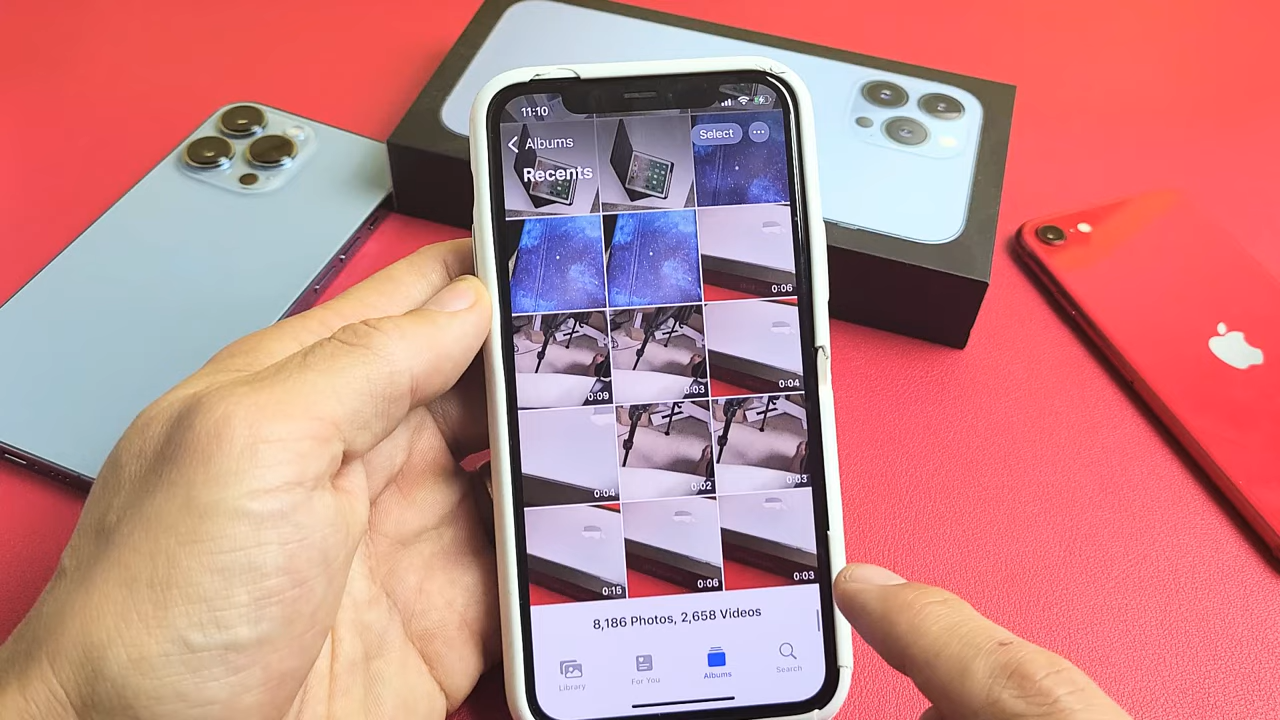 11:10
Albums
Select
Recents
0:06
0:09
0:03
0:04
0:04
0:02
0:03
0:15
0:06
0:03
8,186 Photos, 2,658 Videos
Library
For You
Albums
Search